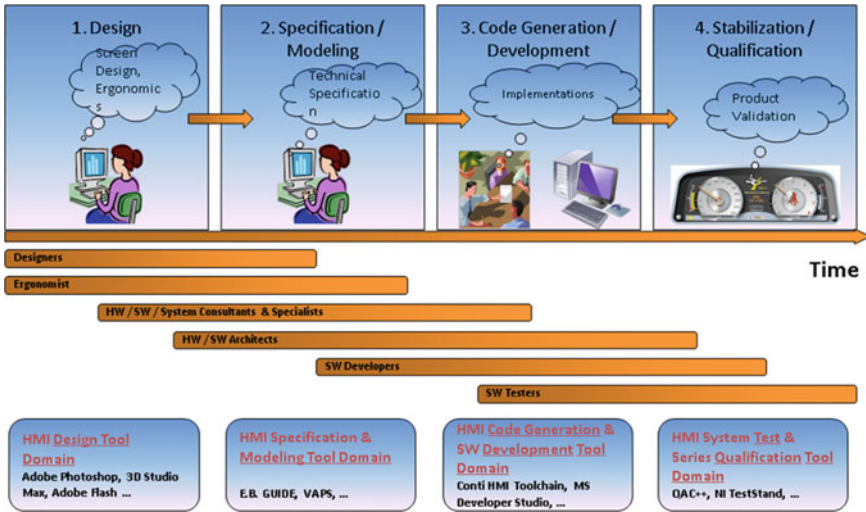 1. Design
Screen
Design,
Ergonomic
s
2. Specification /
Modeling
Technical
Specificatio
n
3. Code Generation /
Development
Implementations
4. Stabilization /
Qualification
Product
Validation
Time
Designers
Ergonomist
HW / SW / System Consultants & Specialists
HW / SW Architects
SW Developers
SW Testers
HMI Design Tool
Domain
Adobe Photoshop, 3D Studio
Max, Adobe Flash ...
HMI Specification &
Modeling Tool Domain
E.B. GUIDE, VAPS, ...
HMI Code Generation &
SW Development Tool
Domain
Conti HMI Toolchain, MS
Developer Studio, ...
HMI System Test &
Series Qualification Tool
Domain
QAC++, NI TestStand, ...